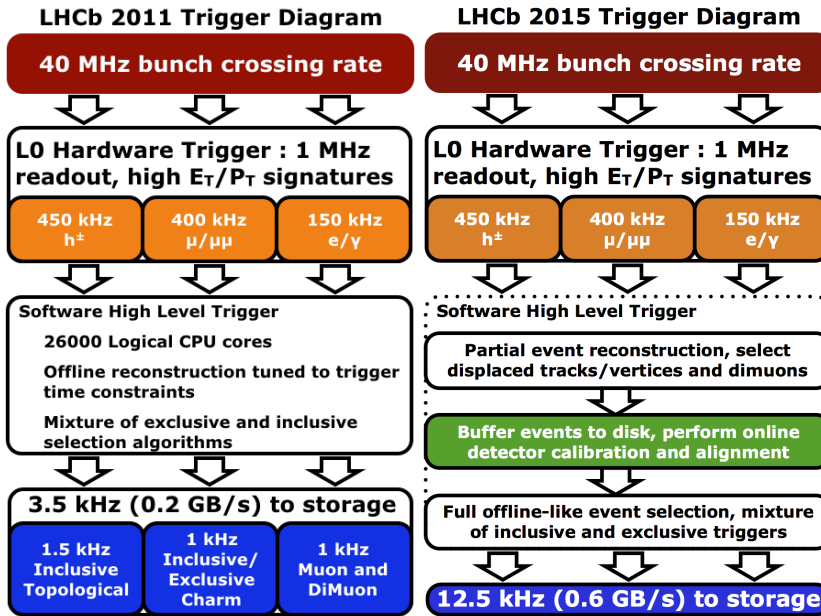 LHCb 2011 Trigger Diagram
40 MHz bunch crossing rate
L0 Hardware Trigger : 1 MHz
readout, high E_T/P_T signatures
450 kHz
h±
400 kHz
μ/μμ
150 kHz
e/γ
Software High Level Trigger
26000 Logical CPU cores
Offline reconstruction tuned to trigger
time constraints
Mixture of exclusive and inclusive
selection algorithms
3.5 kHz (0.2 GB/s) to storage
1.5 kHz
Inclusive
Topological
1 kHz
Inclusive/
Exclusive
Charm
1 kHz
Muon and
DiMuon
LHCb 2015 Trigger Diagram
40 MHz bunch crossing rate
L0 Hardware Trigger : 1 MHz
readout, high E_T/P_T signatures
450 kHz
h±
400 kHz
μ/μμ
150 kHz
e/γ
Software High Level Trigger
Partial event reconstruction, select
displaced tracks/vertices and dimuons
Buffer events to disk, perform online
detector calibration and alignment
Full offline-like event selection, mixture
of inclusive and exclusive triggers
12.5 kHz (0.6 GB/s) to storage